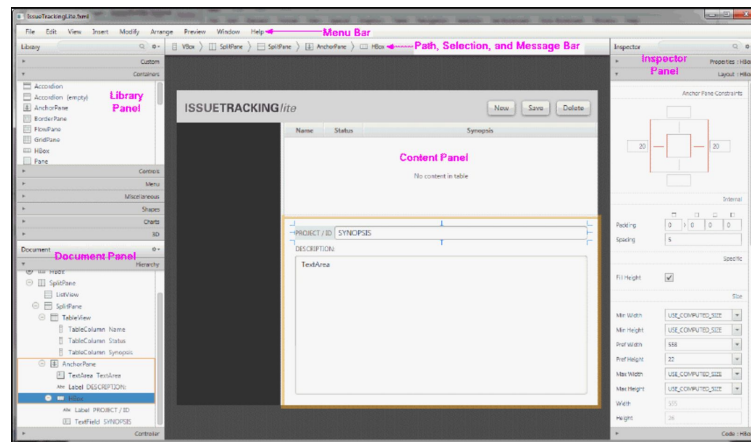 IssueTrackingLite.fxml
File Edit View Insert Modify Arrange Preview Window Help Menu Bar
Library
VBox SplitPane SplitPane AnchorPane HBox Path, Selection, and Message Bar
Inspector
Inspector Panel
Custom
Containers
Properties : HBox
Layout : HBox
Accordion
Accordion (empty)
AnchorPane
BorderPane
FlowPane
GridPane
HBox
Pane
Library Panel
Controls
Menu
Miscellaneous
Shapes
Charts
3D
ISSUETRACKINGlite
New Save Delete
Name Status Synopsis
Content Panel
No content in table
PROJECT / ID SYNOPSIS
DESCRIPTION:
TextArea
Document
Document Panel
Hierarchy
HBox
SplitPane
ListView
SplitPane
TableView
TableColumn Name
TableColumn Status
TableColumn Synopsis
AnchorPane
TextArea TextArea
Abc Label DESCRIPTION:
HBox
Abc Label PROJECT / ID
TextField SYNOPSIS
Controller
Anchor Pane Constraints
20 20
Internal
Padding 0 0 0 0
Spacing 5
Specific
Fill Height
Size
Min Width USE_COMPUTED_SIZE
Min Height USE_COMPUTED_SIZE
Pref Width
Pref Height 22
Max Width USE_COMPUTED_SIZE
Max Height USE_COMPUTED_SIZE
Width
Height
Code : HBox